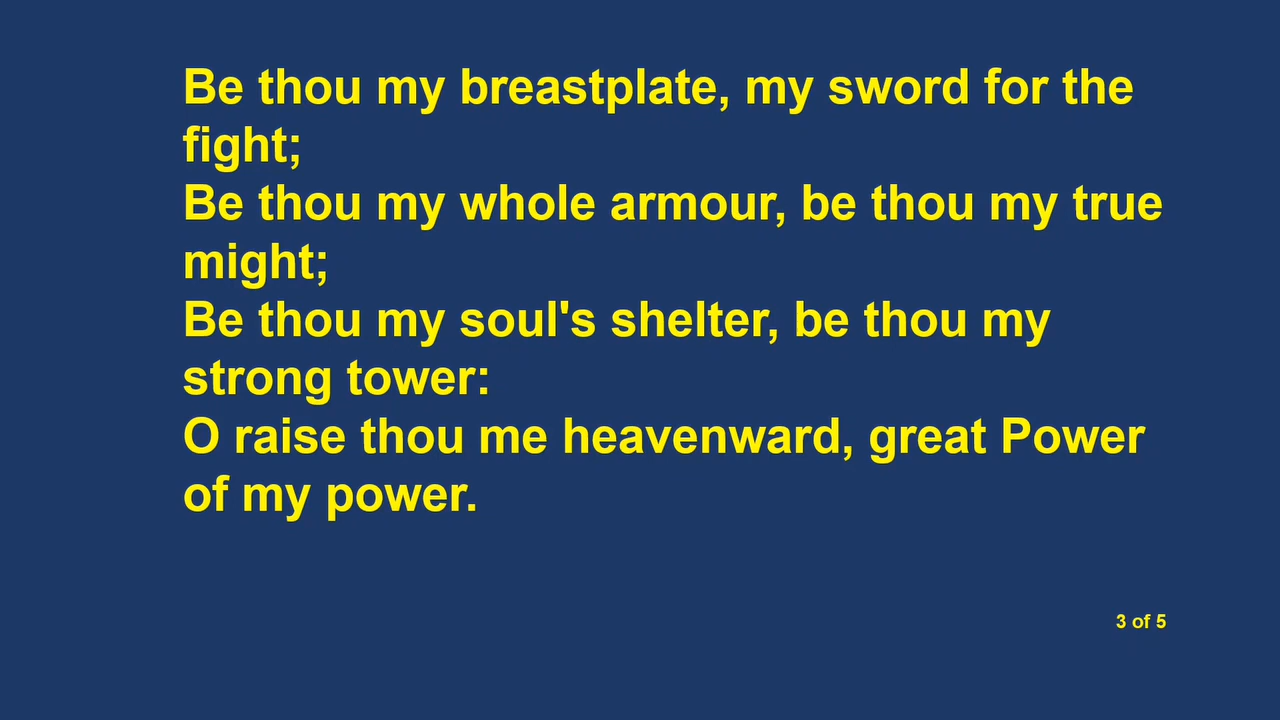 Be thou my breastplate, my sword for the
fight;
Be thou my whole armour, be thou my true
might;
Be thou my soul's shelter, be thou my
strong tower:
O raise thou me heavenward, great Power
of my power.
3 of 5